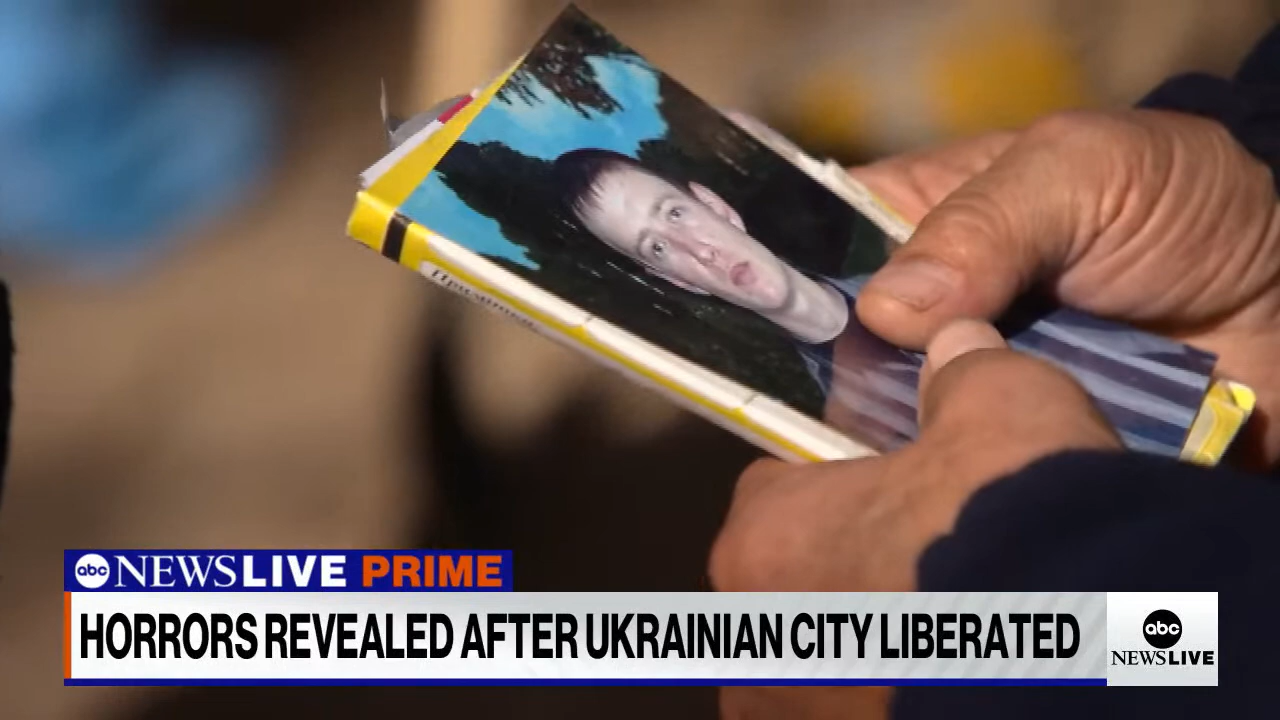 abc NEWS LIVE PRIME
HORRORS REVEALED AFTER UKRAINIAN CITY LIBERATED
abc
NEWS LIVE